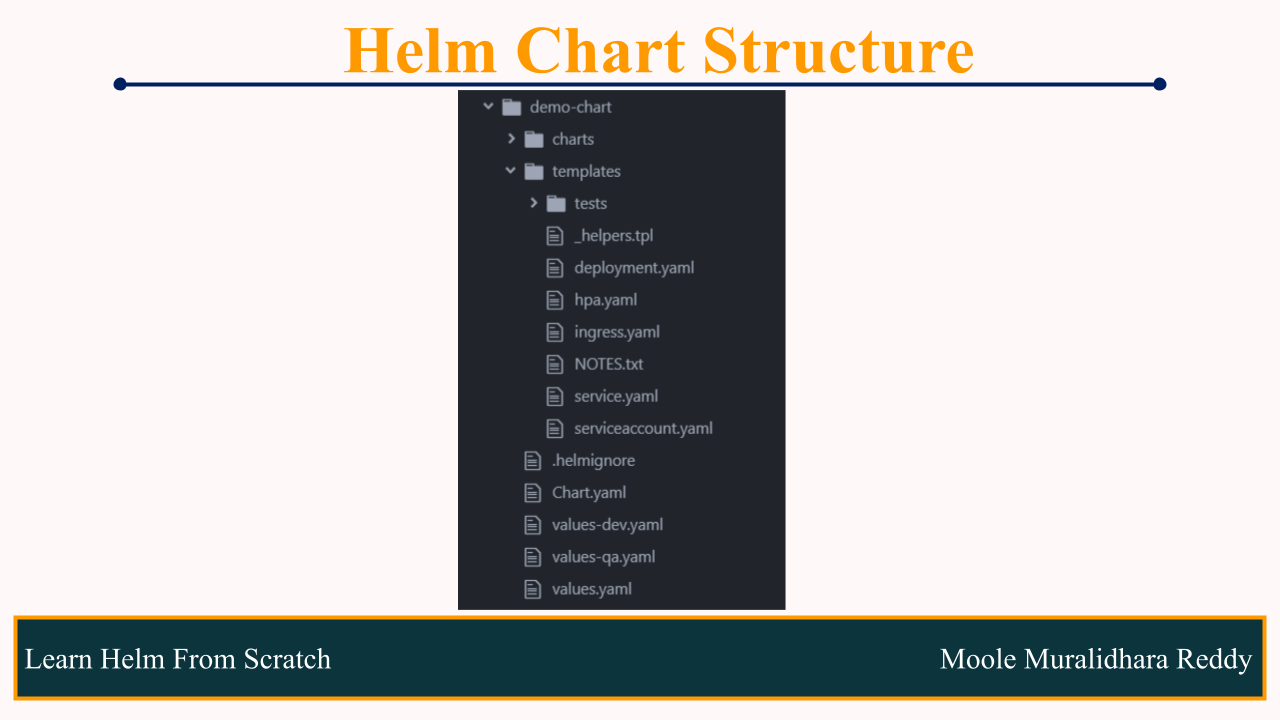 Helm Chart Structure
demo-chart
charts
templates
tests
_helpers.tpl
deployment.yaml
hpa.yaml
ingress.yaml
NOTES.txt
service.yaml
serviceaccount.yaml
.helmignore
Chart.yaml
values-dev.yaml
values-qa.yaml
values.yaml
Learn Helm From Scratch
Moole Muralidhara Reddy